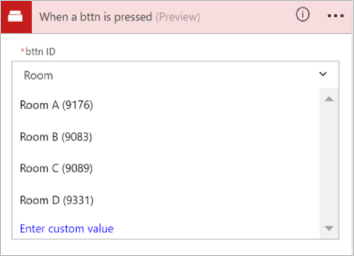 When a bttn is pressed (Preview)
*bttn ID
Room
Room A (9176)
Room B (9083)
Room C (9089)
Room D (9331)
Enter custom value